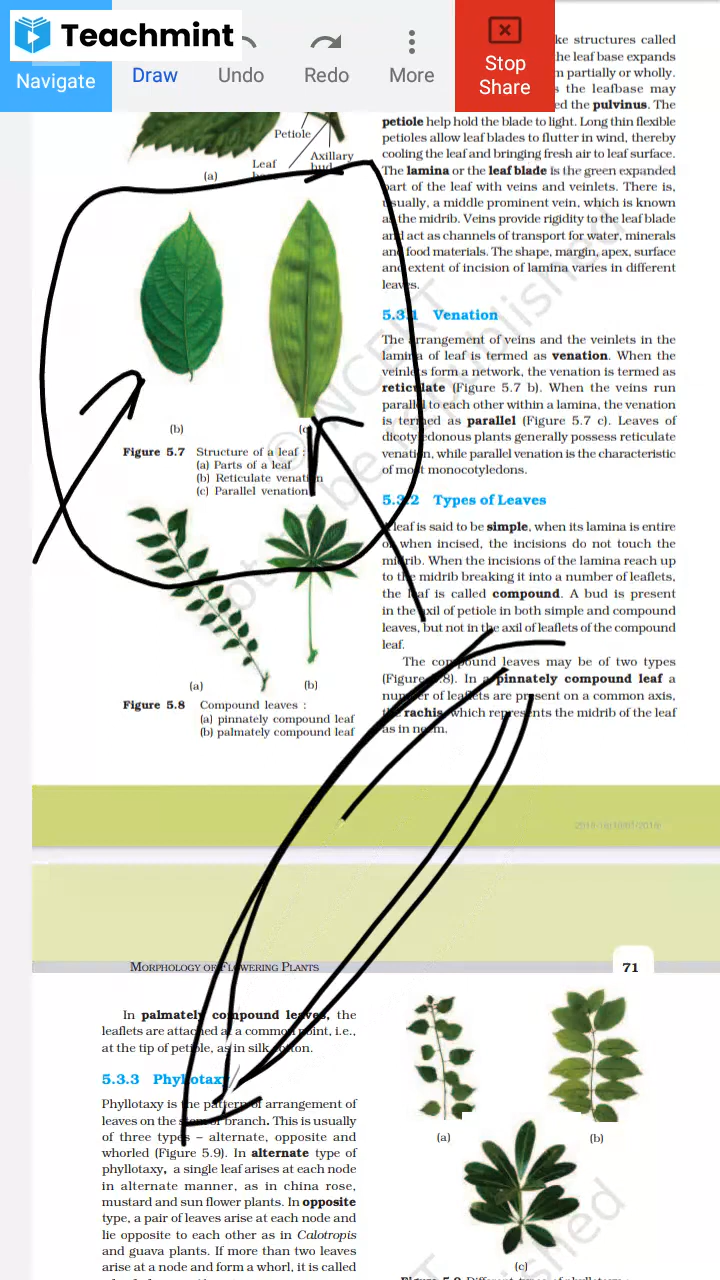 Teachmint
Navigate
Draw
Undo
Redo
More
Stop
Share
Petiole
Axillary
(a)
Leaf
(b)
Figure 5.7 Structure of a leaf :
(a) Parts of a leaf
(b) Reticulate venation
(c) Parallel venation
(a)
(b)
Figure 5.8 Compound leaves :
(a) pinnately compound leaf
(b) palmately compound leaf
ke structures called
he leaf base expands
m partially or wholly.
s the leafbase may
ed the pulvinus. The
petiole help hold the blade to light. Long thin flexible
petioles allow leaf blades to flutter in wind, thereby
cooling the leaf and bringing fresh air to leaf surface.
The lamina or the leaf blade is the green expanded
part of the leaf with veins and veinlets. There is,
usually, a middle prominent vein, which is known
as the midrib. Veins provide rigidity to the leaf blade
and act as channels of transport for water, minerals
and food materials. The shape, margin, apex, surface
and extent of incision of lamina varies in different
leaves.
5.3.1 Venation
The arrangement of veins and the veinlets in the
lamina of leaf is termed as venation. When the
veinlets form a network, the venation is termed as
reticulate (Figure 5.7 b). When the veins run
parallel to each other within a lamina, the venation
is termed as parallel (Figure 5.7 c). Leaves of
dicotyledonous plants generally possess reticulate
venation, while parallel venation is the characteristic
of most monocotyledons.
5.3.2 Types of Leaves
A leaf is said to be simple, when its lamina is entire
or when incised, the incisions do not touch the
midrib. When the incisions of the lamina reach up
to the midrib breaking it into a number of leaflets,
the leaf is called compound. A bud is present
in the axil of petiole in both simple and compound
leaves, but not in the axil of leaflets of the compound
leaf.
The compound leaves may be of two types
(Figure 5.8). In a pinnately compound leaf a
number of leaflets are present on a common axis,
the rachis, which represents the midrib of the leaf
as in neem.
© NCERT
not to be republished
MORPHOLOGY OF FLOWERING PLANTS
71
In palmately compound leaves, the
leaflets are attached at a common point, i.e.,
at the tip of petiole, as in silk cotton.
5.3.3 Phyllotaxy
Phyllotaxy is the pattern of arrangement of
leaves on the stem or branch. This is usually
of three types – alternate, opposite and
whorled (Figure 5.9). In alternate type of
phyllotaxy, a single leaf arises at each node
in alternate manner, as in china rose,
mustard and sun flower plants. In opposite
type, a pair of leaves arise at each node and
lie opposite to each other as in Calotropis
and guava plants. If more than two leaves
arise at a node and form a whorl, it is called
(a)
(b)
(c)